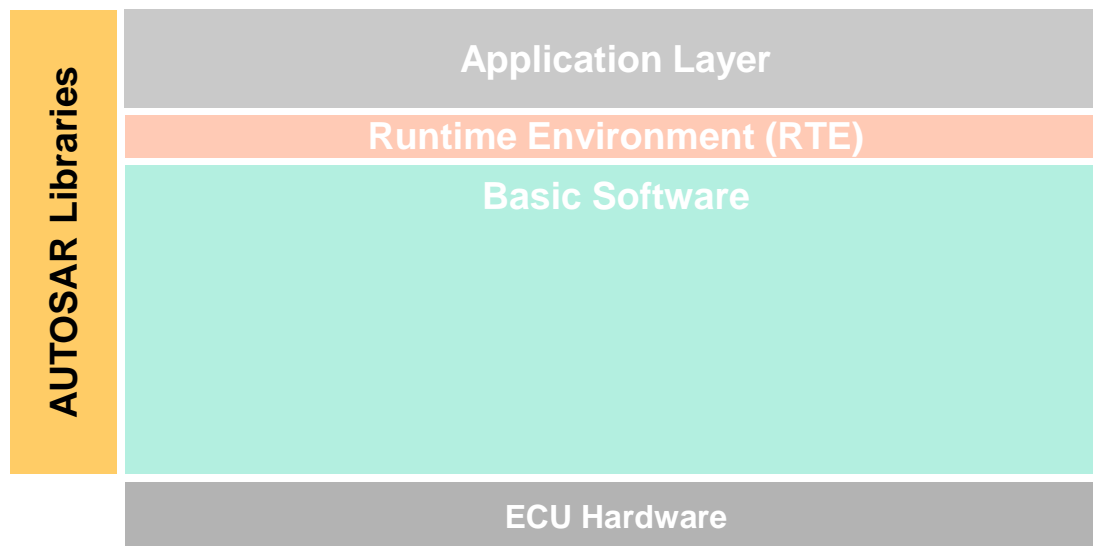 AUTOSAR Libraries
Application Layer
Runtime Environment (RTE)
Basic Software
ECU Hardware